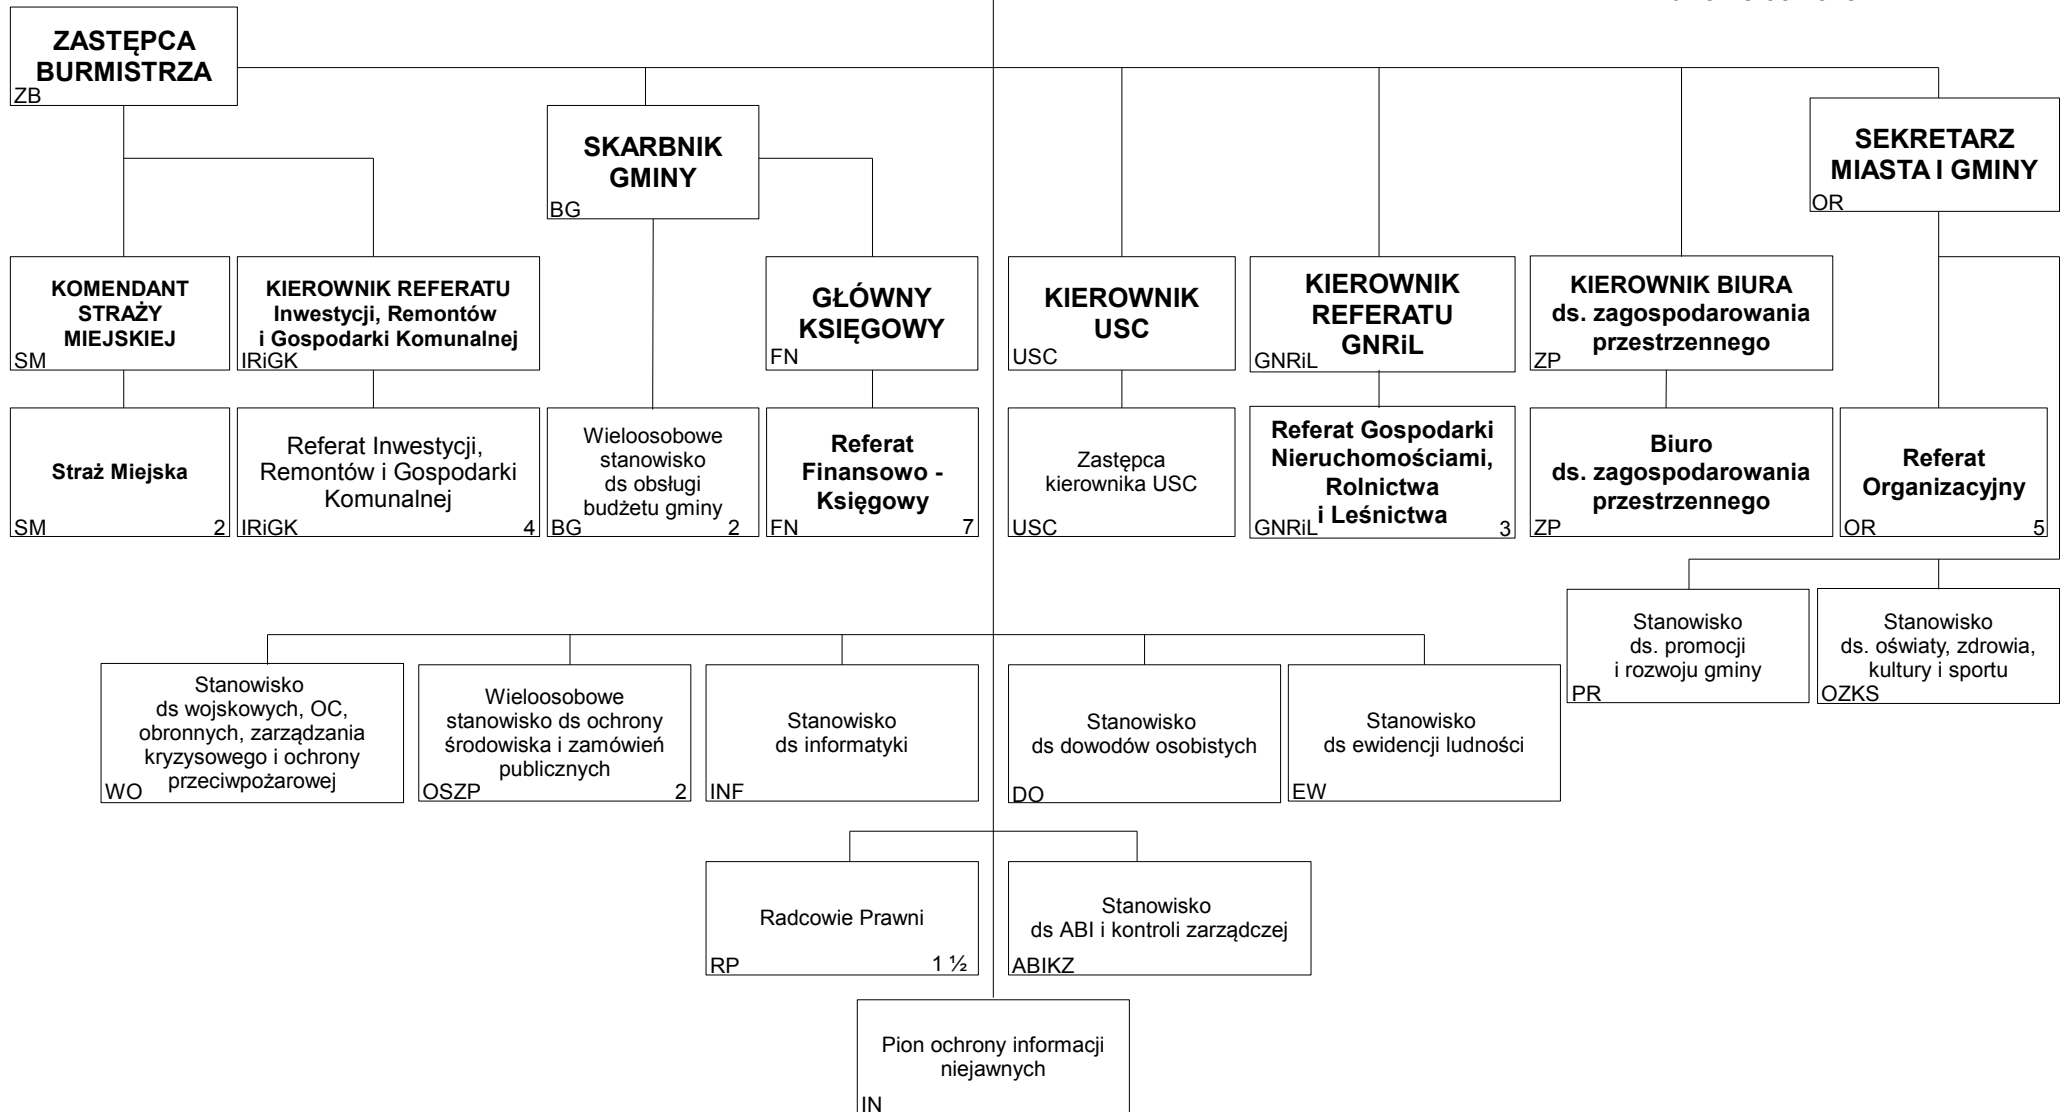 ZASTĘPCA
BURMISTRZA
ZB
SKARBNIK
GMINY
BG
SEKRETARZ
MIASTA I GMINY
OR
KOMENDANT
STRAŻY
MIEJSKIEJ
SM
KIEROWNIK REFERATU
Inwestycji, Remontów
i Gospodarki Komunalnej
IRiGK
GŁÓWNY
KSIĘGOWY
FN
KIEROWNIK
USC
USC
KIEROWNIK
REFERATU
GNRiL
GNRiL
KIEROWNIK BIURA
ds. zagospodarowania
przestrzennego
ZP
Straż Miejska
SM 2
Referat Inwestycji,
Remontów i Gospodarki
Komunalnej
IRiGK 4
Wieloosobowe
stanowisko
ds obsługi
budżetu gminy
BG 2
Referat
Finansowo -
Księgowy
FN 7
Zastępca
kierownika USC
USC
Referat Gospodarki
Nieruchomościami,
Rolnictwa
i Leśnictwa
GNRiL 3
Biuro
ds. zagospodarowania
przestrzennego
ZP
Referat
Organizacyjny
OR 5
Stanowisko
ds. promocji
i rozwoju gminy
PR
Stanowisko
ds. oświaty, zdrowia,
kultury i sportu
OZKS
Stanowisko
ds wojskowych, OC,
obronnych, zarządzania
kryzysowego i ochrony
przeciwpożarowej
WO
Wieloosobowe
stanowisko ds ochrony
środowiska i zamówień
publicznych
OSZP 2
Stanowisko
ds informatyki
INF
Stanowisko
ds dowodów osobistych
DO
Stanowisko
ds ewidencji ludności
EW
Radcowie Prawni
RP 1 ½
Stanowisko
ds ABI i kontroli zarządczej
ABIKZ
Pion ochrony informacji
niejawnych
IN